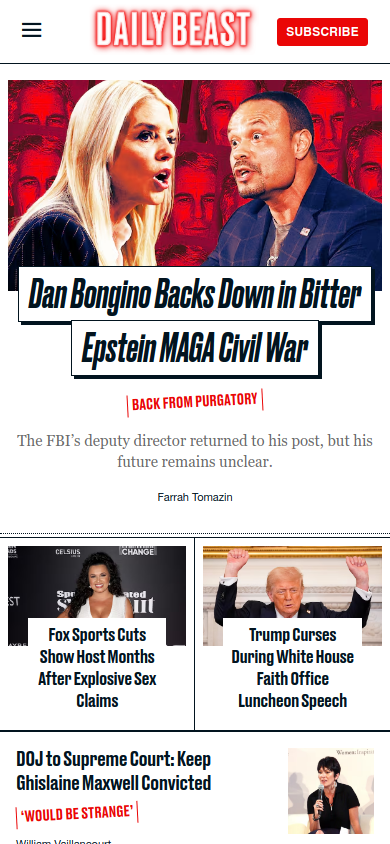 DAILY BEAST
SUBSCRIBE
Dan Bongino Backs Down in Bitter
Epstein MAGA Civil War
BACK FROM PURGATORY
The FBI's deputy director returned to his post, but his
future remains unclear.
Farrah Tomazin
CELSIUS
CHANGE
Fox Sports Cuts
Show Host Months
After Explosive Sex
Claims
Trump Curses
During White House
Faith Office
Luncheon Speech
DOJ to Supreme Court: Keep
Ghislaine Maxwell Convicted
'WOULD BE STRANGE'
William Vaillancourt